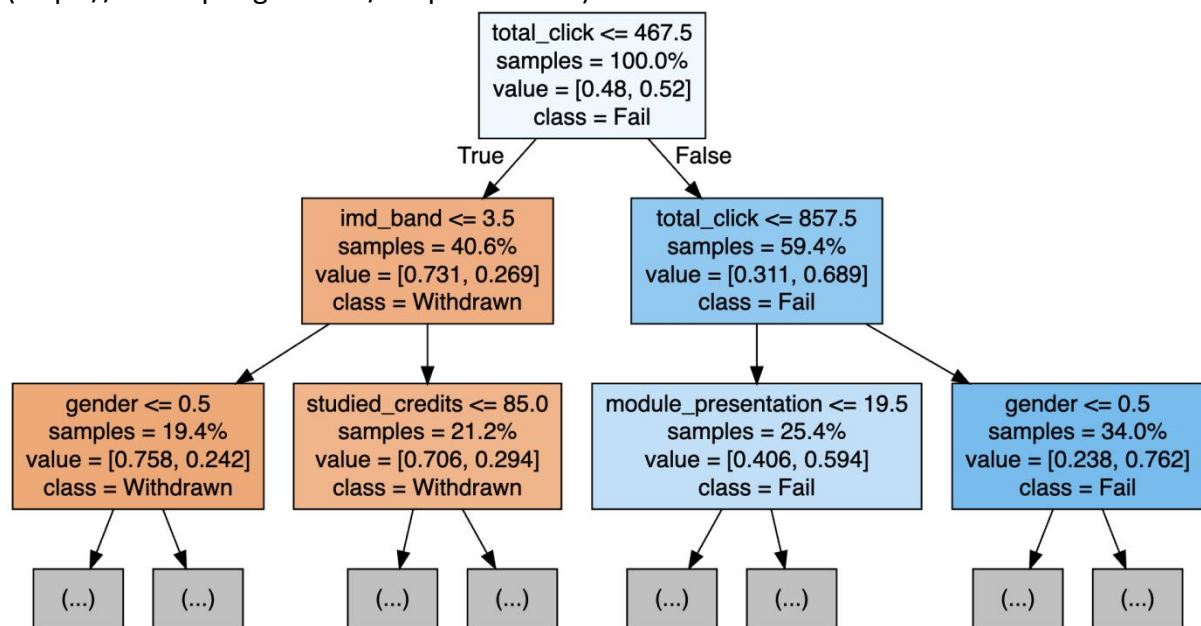 total_click <= 467.5
samples = 100.0%
value = [0.48, 0.52]
class = Fail
True
False
imd_band <= 3.5
samples = 40.6%
value = [0.731, 0.269]
class = Withdrawn
total_click <= 857.5
samples = 59.4%
value = [0.311, 0.689]
class = Fail
gender <= 0.5
samples = 19.4%
value = [0.758, 0.242]
class = Withdrawn
studied_credits <= 85.0
samples = 21.2%
value = [0.706, 0.294]
class = Withdrawn
module_presentation <= 19.5
samples = 25.4%
value = [0.406, 0.594]
class = Fail
gender <= 0.5
samples = 34.0%
value = [0.238, 0.762]
class = Fail
(...)
(...)
(...)
(...)
(...)
(...)
(...)
(...)